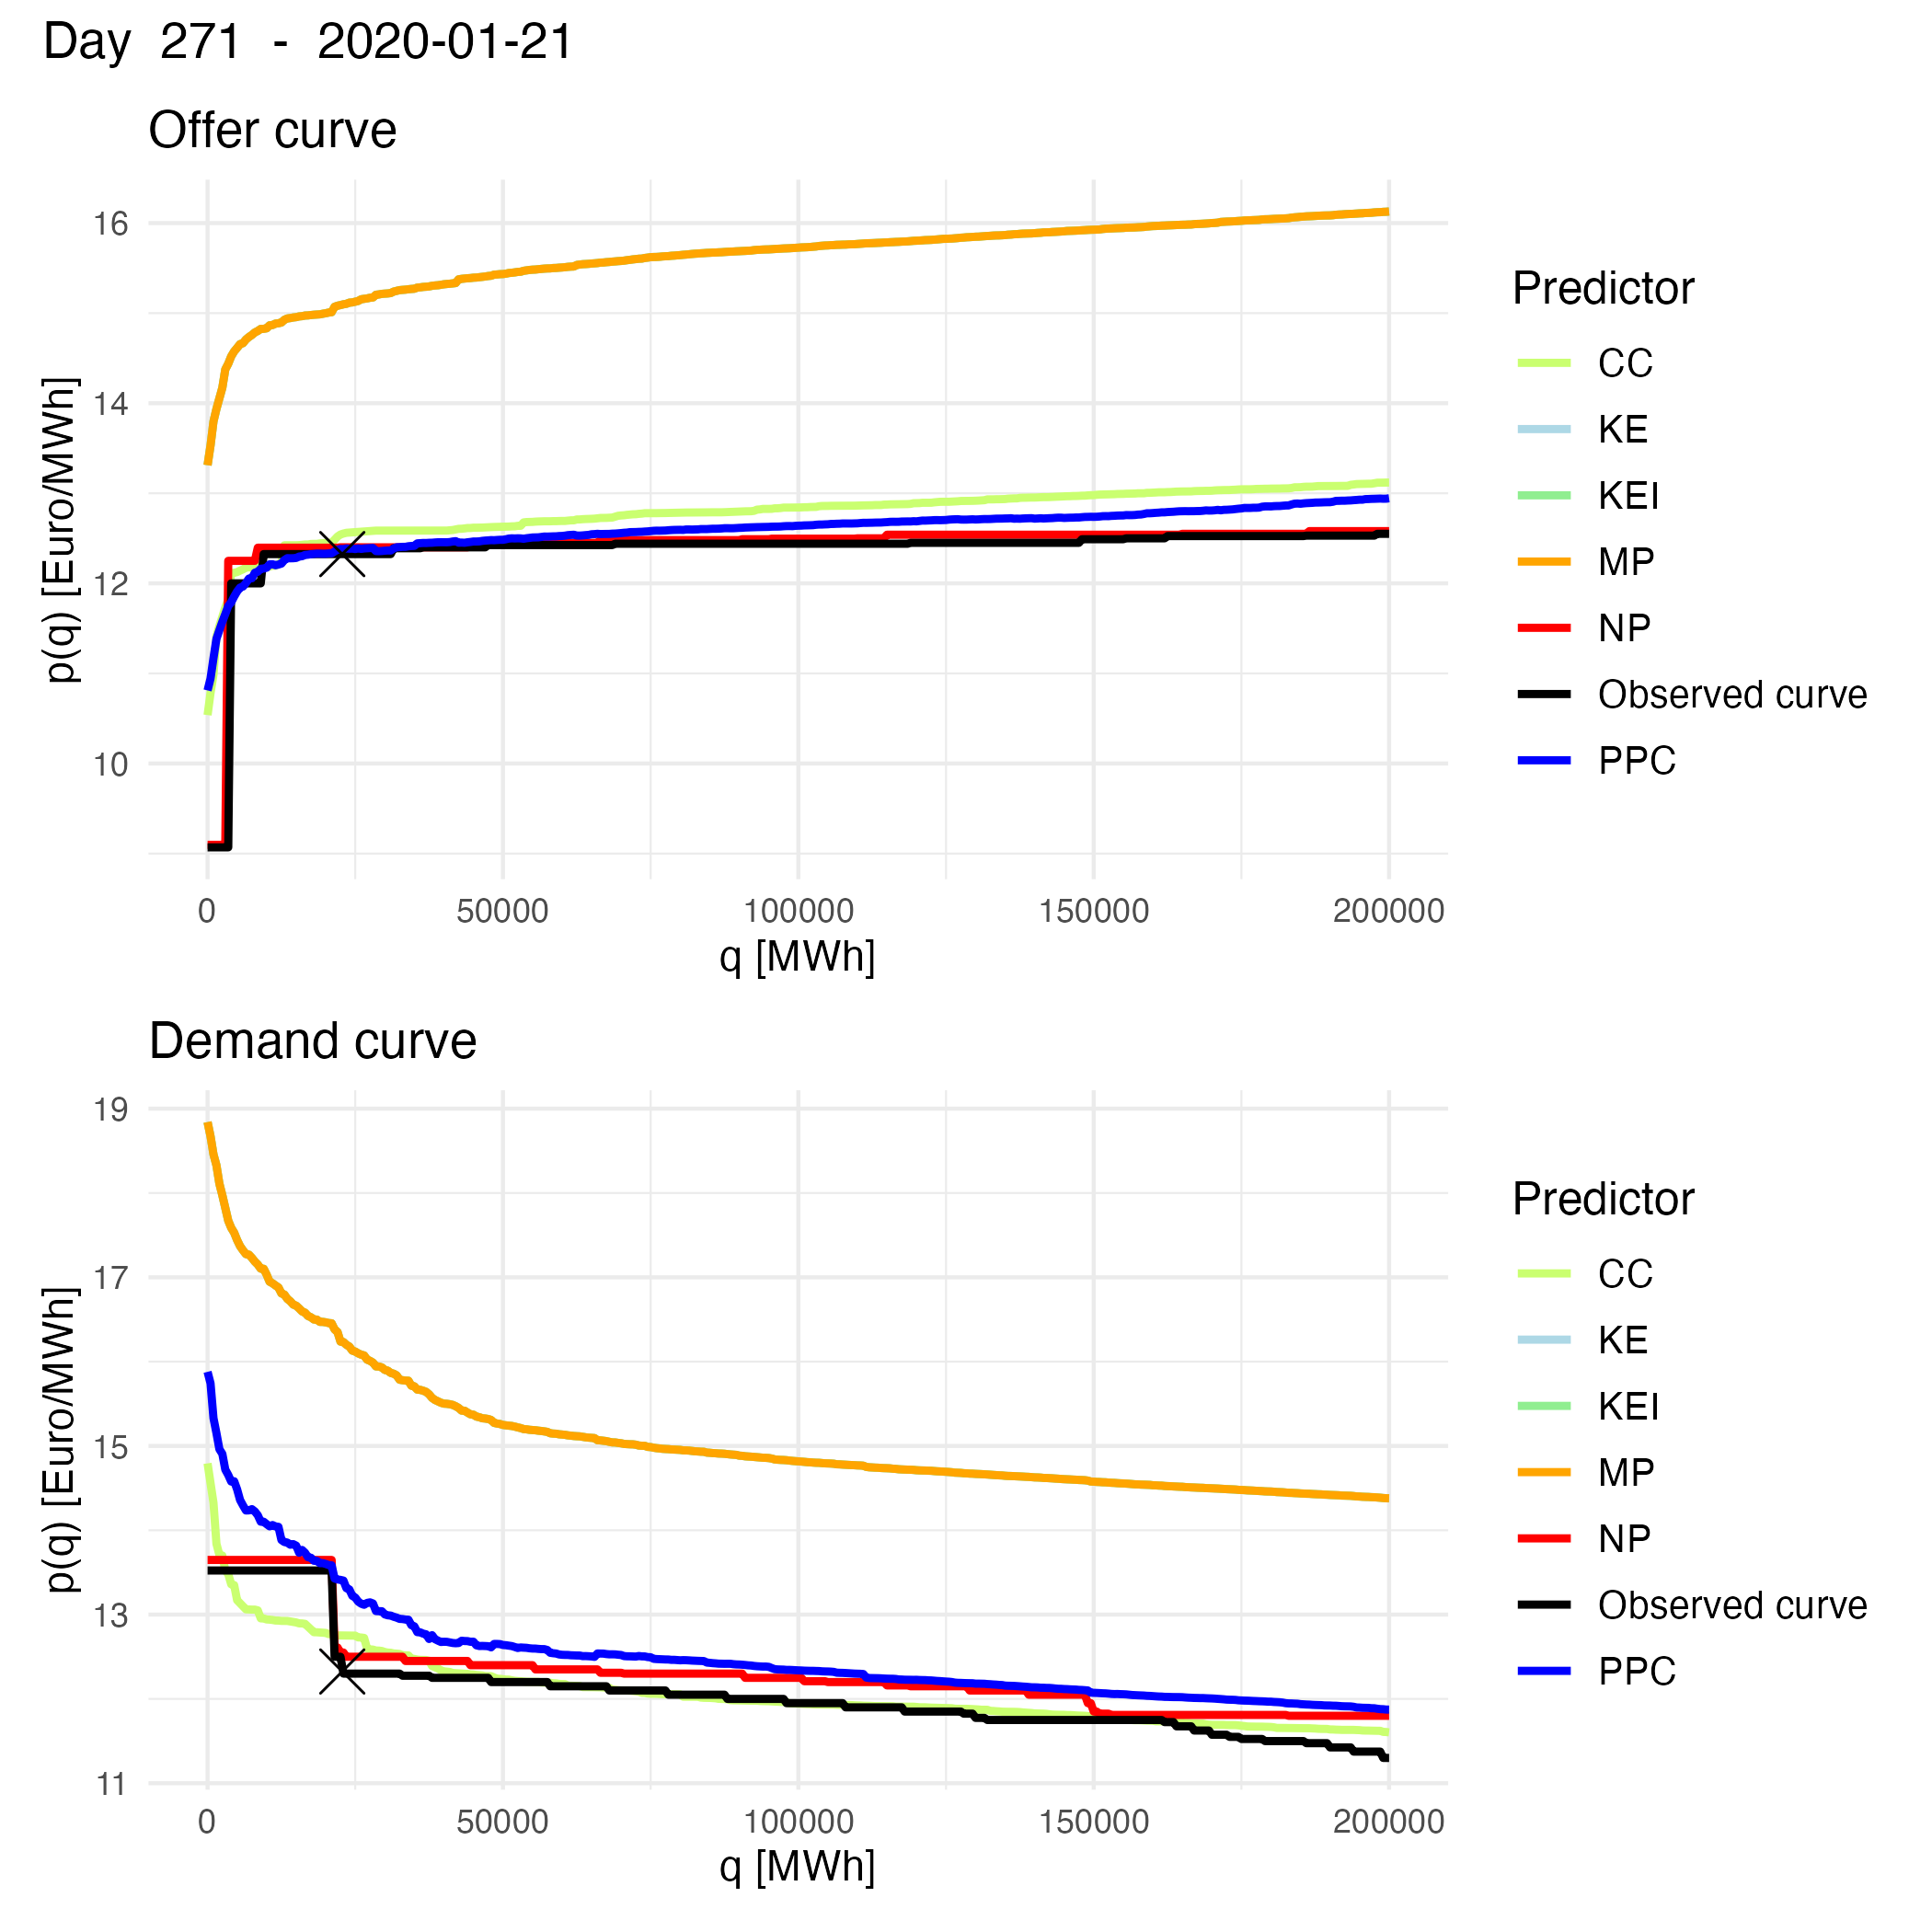 Day 271 - 2020-01-21
Offer curve
16
14
12
10
p(q) [Euro/MWh]
0 50000 100000 150000 200000
q [MWh]
Predictor
CC
KE
KEI
MP
NP
Observed curve
PPC
Demand curve
19
17
15
13
11
p(q) [Euro/MWh]
0 50000 100000 150000 200000
q [MWh]
Predictor
CC
KE
KEI
MP
NP
Observed curve
PPC